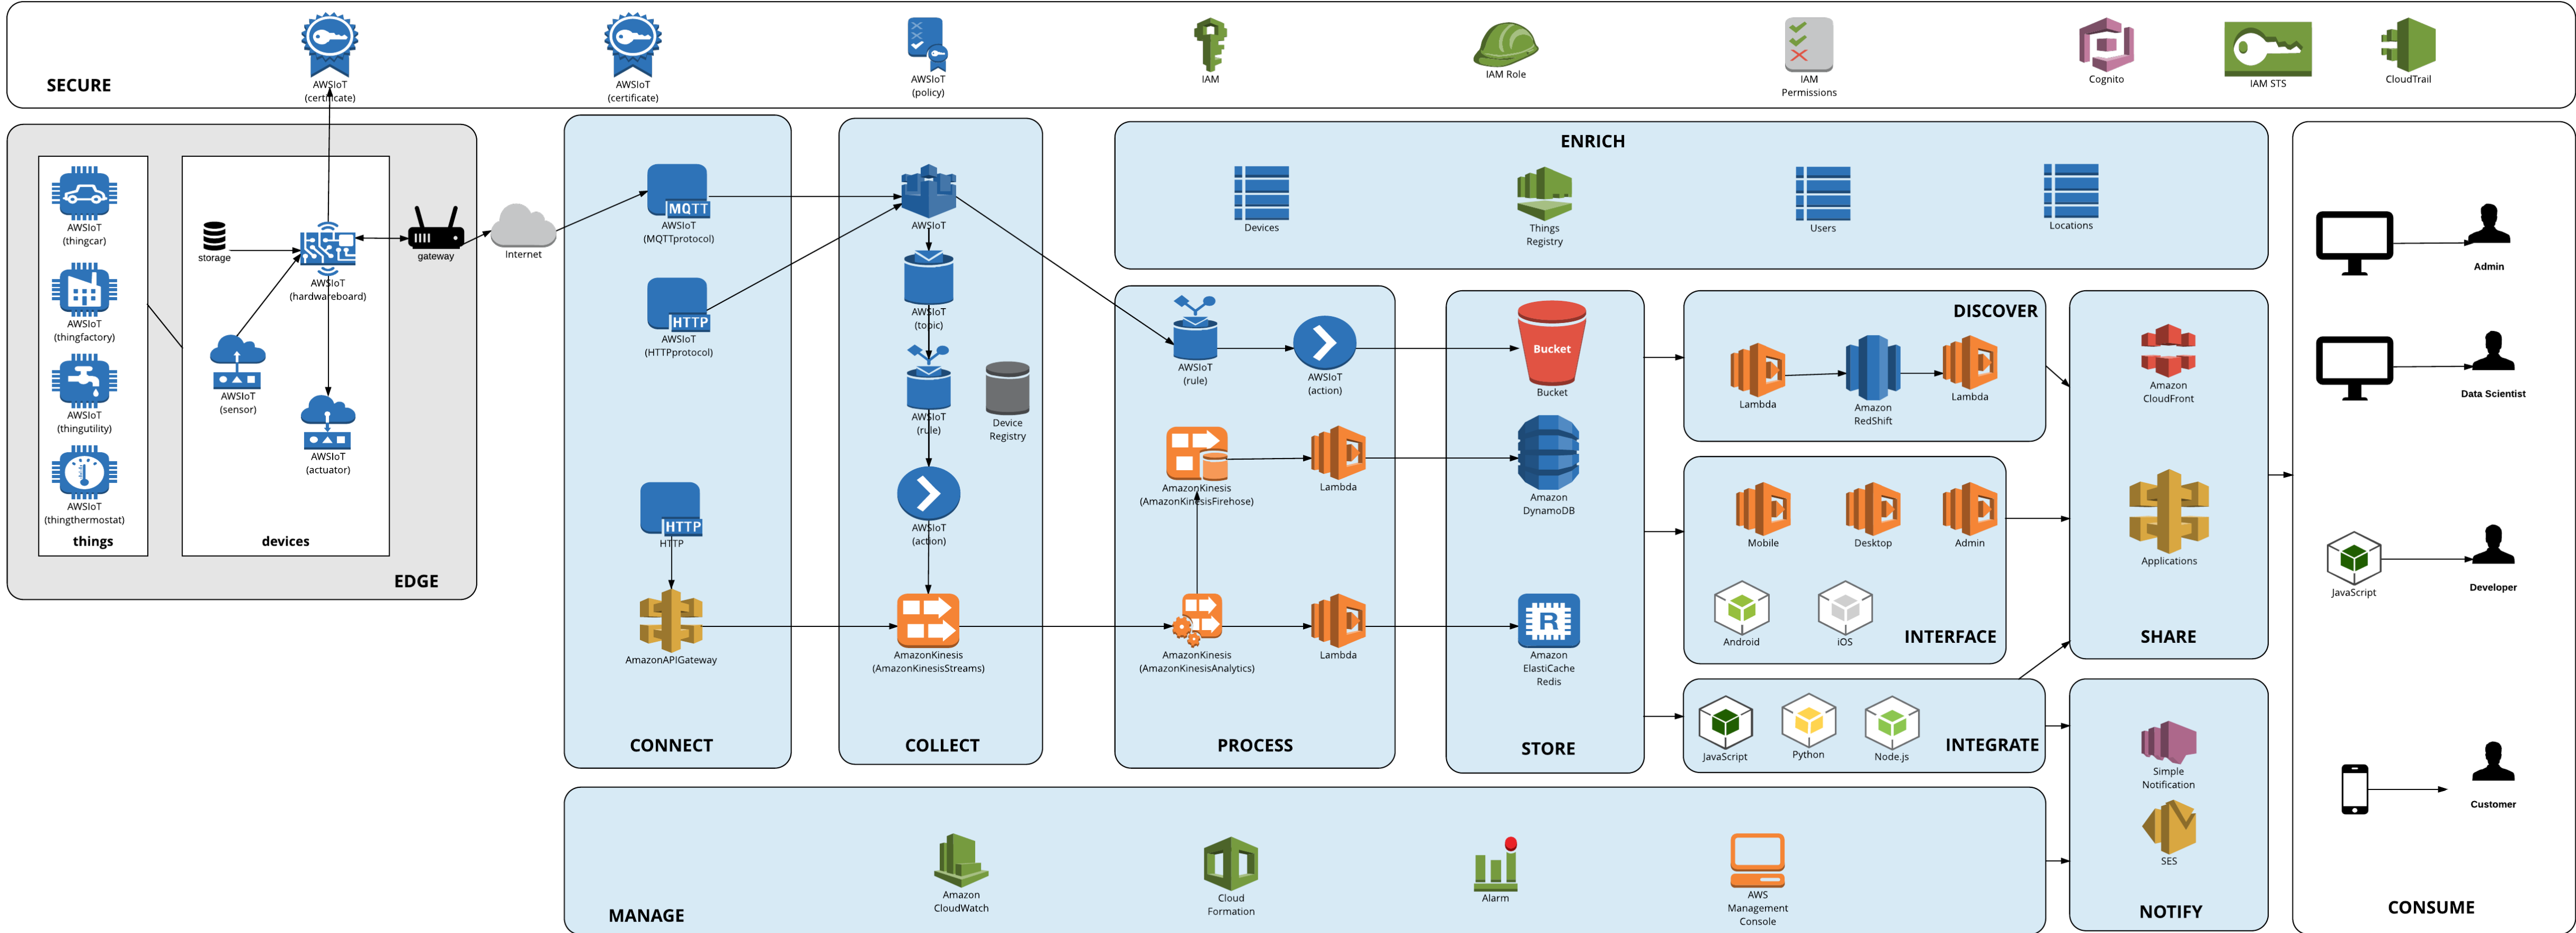 SECURE
AWSIoT
(certificate)
AWSIoT
(certificate)
AWSIoT
(policy)
IAM
IAM Role
IAM
Permissions
Cognito
IAM STS
CloudTrail
AWSIoT
(thingcar)
AWSIoT
(thingfactory)
AWSIoT
(thingutility)
AWSIoT
(thingthermostat)
things
storage
AWSIoT
(hardwareboard)
AWSIoT
(sensor)
AWSIoT
(actuator)
devices
gateway
EDGE
Internet
MQTT
AWSIoT
(MQTTprotocol)
HTTP
AWSIoT
(HTTPprotocol)
HTTP
HTTP
AmazonAPIGateway
CONNECT
AWSIoT
AWSIoT
(topic)
AWSIoT
(rule)
Device
Registry
AWSIoT
(action)
AmazonKinesis
(AmazonKinesisStreams)
COLLECT
ENRICH
Devices
Things
Registry
Users
Locations
AWSIoT
(rule)
AWSIoT
(action)
AmazonKinesis
(AmazonKinesisFirehose)
Lambda
AmazonKinesis
(AmazonKinesisAnalytics)
Lambda
PROCESS
Bucket
Bucket
Amazon
DynamoDB
R
Amazon
ElastiCache
Redis
STORE
DISCOVER
Lambda
Amazon
RedShift
Lambda
Mobile
Desktop
Admin
Android
iOS
INTERFACE
JavaScript
Python
Node.js
INTEGRATE
Amazon
CloudFront
Applications
SHARE
Simple
Notification
SES
NOTIFY
Admin
Data Scientist
JavaScript
Developer
Customer
CONSUME
MANAGE
Amazon
CloudWatch
Cloud
Formation
Alarm
AWS
Management
Console